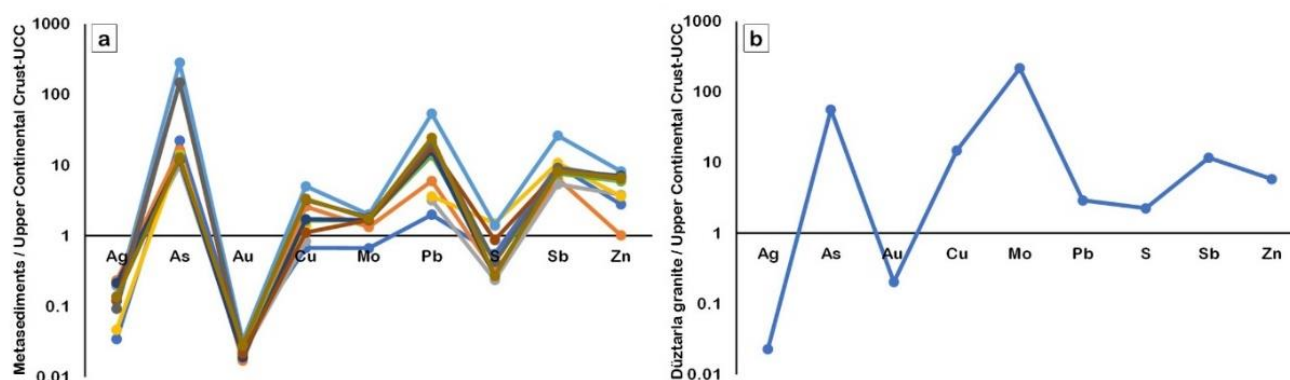 a
Metasediments / Upper Continental Crust-UCC
1000
100
10
1
0.1
0.01
Ag As Au Cu Mo Pb S Sb Zn
b
Düztarla granite / Upper Continental Crust-UCC
1000
100
10
1
0.1
0.01
Ag As Au Cu Mo Pb S Sb Zn